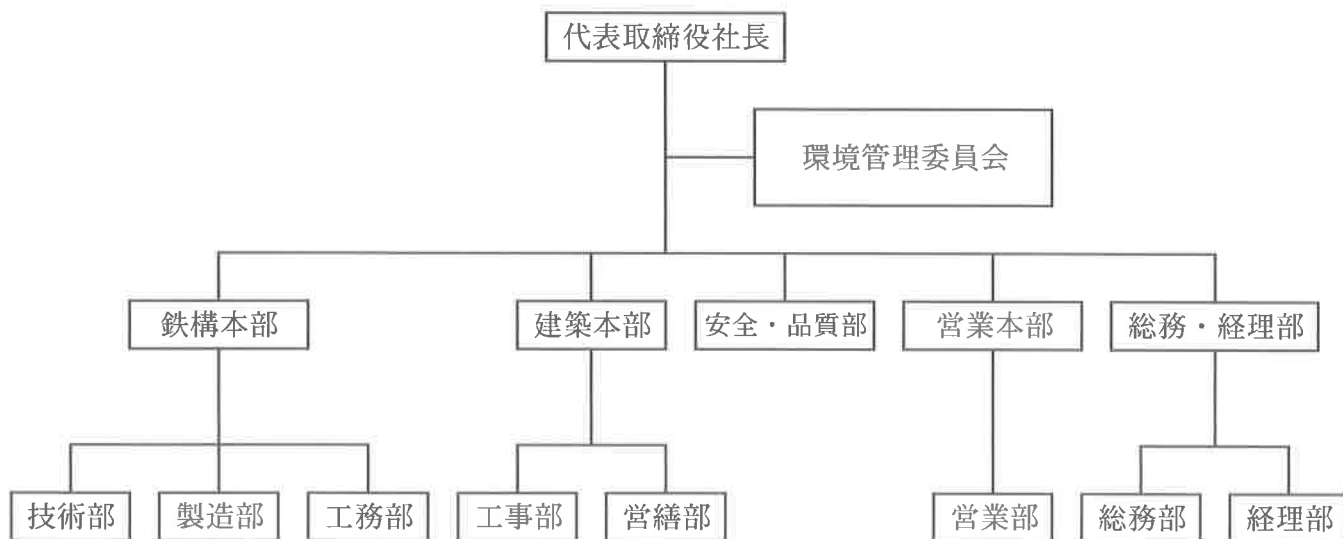 代表取締役社長
環境管理委員会
鉄構本部
建築本部
安全・品質部
営業本部
総務・経理部
技術部
製造部
工務部
工事部
営繕部
営業部
総務部
経理部